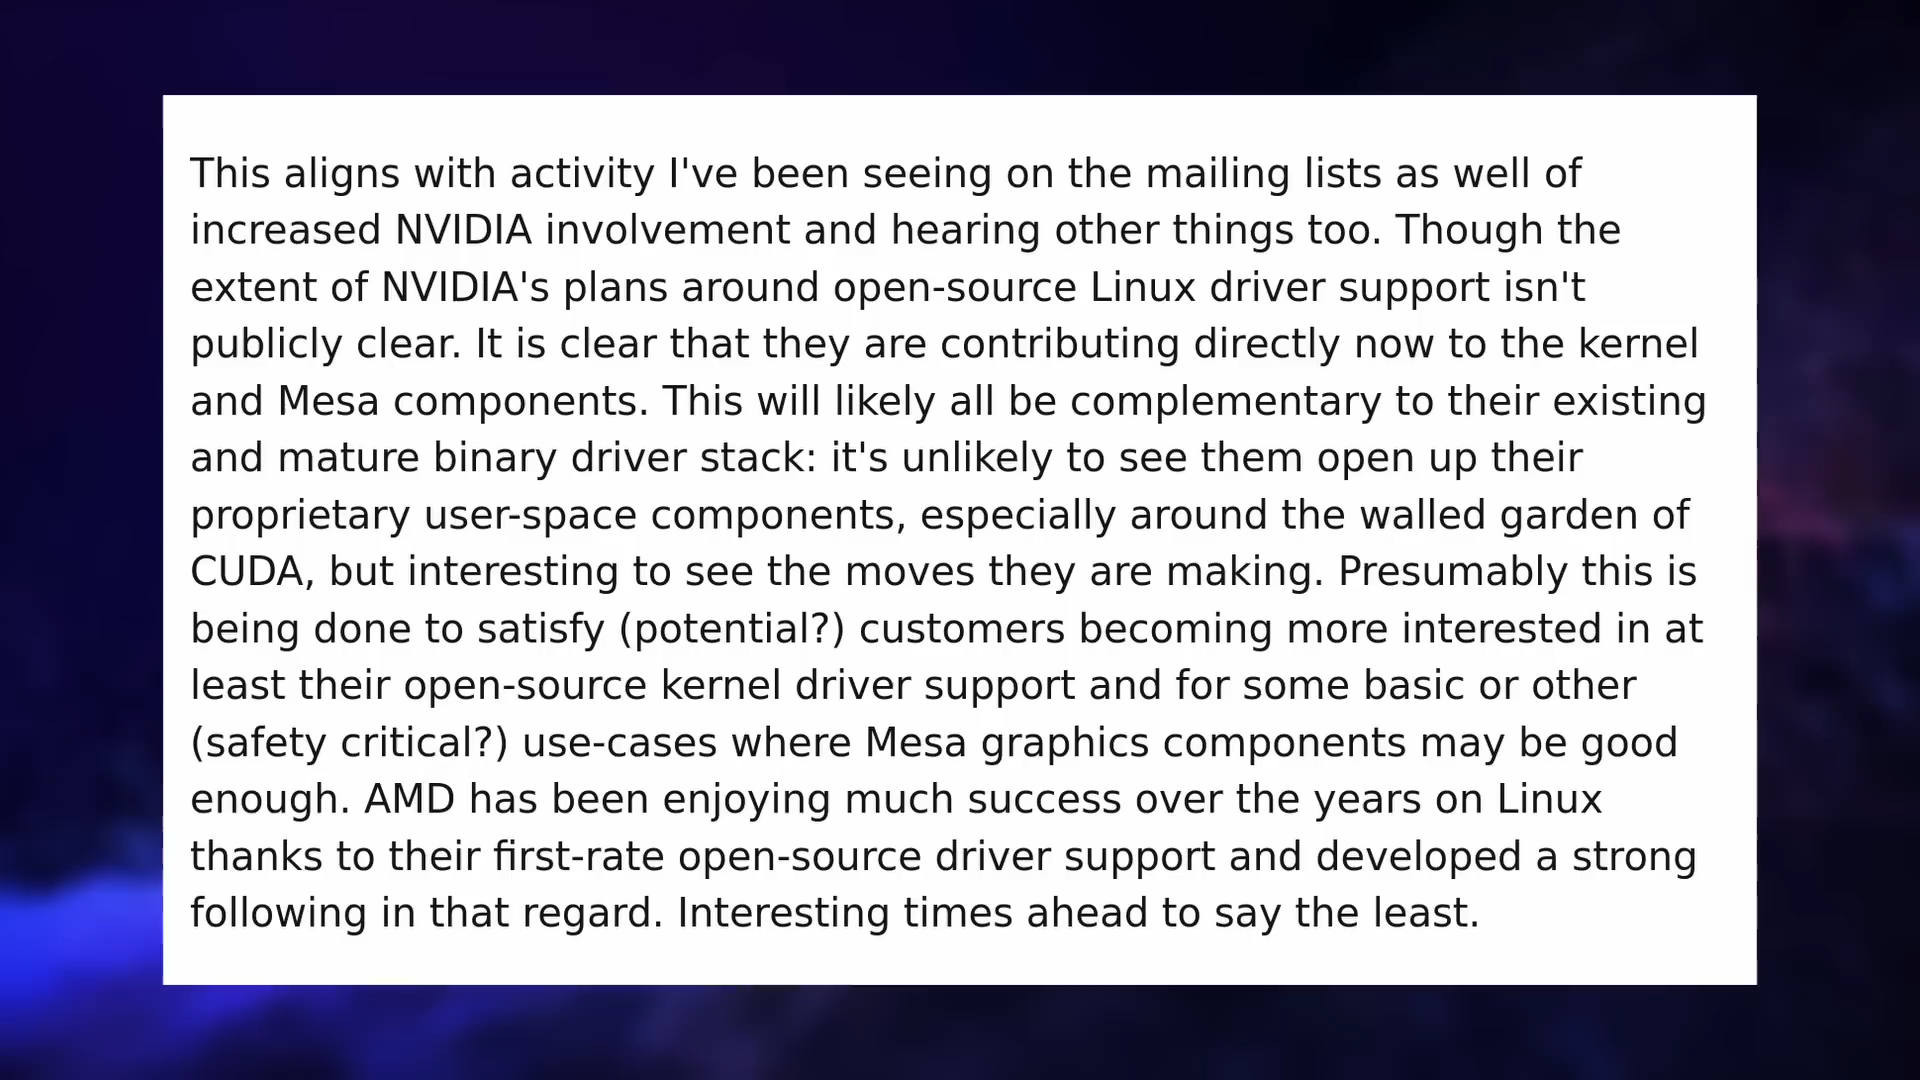 This aligns with activity I've been seeing on the mailing lists as well of
increased NVIDIA involvement and hearing other things too. Though the
extent of NVIDIA's plans around open-source Linux driver support isn't
publicly clear. It is clear that they are contributing directly now to the kernel
and Mesa components. This will likely all be complementary to their existing
and mature binary driver stack: it's unlikely to see them open up their
proprietary user-space components, especially around the walled garden of
CUDA, but interesting to see the moves they are making. Presumably this is
being done to satisfy (potential?) customers becoming more interested in at
least their open-source kernel driver support and for some basic or other
(safety critical?) use-cases where Mesa graphics components may be good
enough. AMD has been enjoying much success over the years on Linux
thanks to their first-rate open-source driver support and developed a strong
following in that regard. Interesting times ahead to say the least.